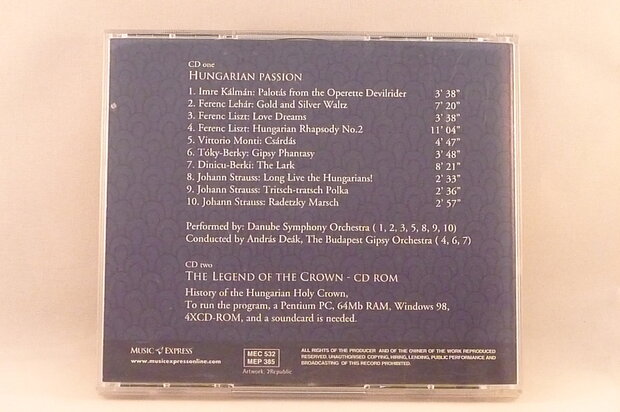 CD one
HUNGARIAN PASSION
1. Imre Kálmán: Palotás from the Operette Devilrider 3' 38"
2. Ferenc Lehár: Gold and Silver Waltz 7' 20"
3. Ferenc Liszt: Love Dreams 3' 38"
4. Ferenc Liszt: Hungarian Rhapsody No.2 11' 04"
5. Vittorio Monti: Csárdás 4' 47"
6. Tóky-Berky: Gipsy Phantasy 3' 48"
7. Dinicu-Berki: The Lark 8' 21"
8. Johann Strauss: Long Live the Hungarians! 2' 33"
9. Johann Strauss: Tritsch-tratsch Polka 2' 36"
10. Johann Strauss: Radetzky Marsch 2' 57"
Performed by: Danube Symphony Orchestra ( 1, 2, 3, 5, 8, 9, 10)
Conducted by András Deák, The Budapest Gipsy Orchestra ( 4, 6, 7)
CD two
THE LEGEND OF THE CROWN - CD ROM
History of the Hungarian Holy Crown,
To run the program, a Pentium PC, 64Mb RAM, Windows 98,
4XCD-ROM, and a soundcard is needed.
MUSIC EXPRESS
www.musicexpressonline.com
MEC 532
MEP 385
Artwork: 2Republic
ALL RIGHTS OF THE PRODUCER AND OF THE OWNER OF THE WORK REPRODUCED
RESERVED. UNAUTHORISED COPYING, HIRING, LENDING, PUBLIC PERFORMANCE AND
BROADCASTING OF THIS RECORD PROHIBITED.